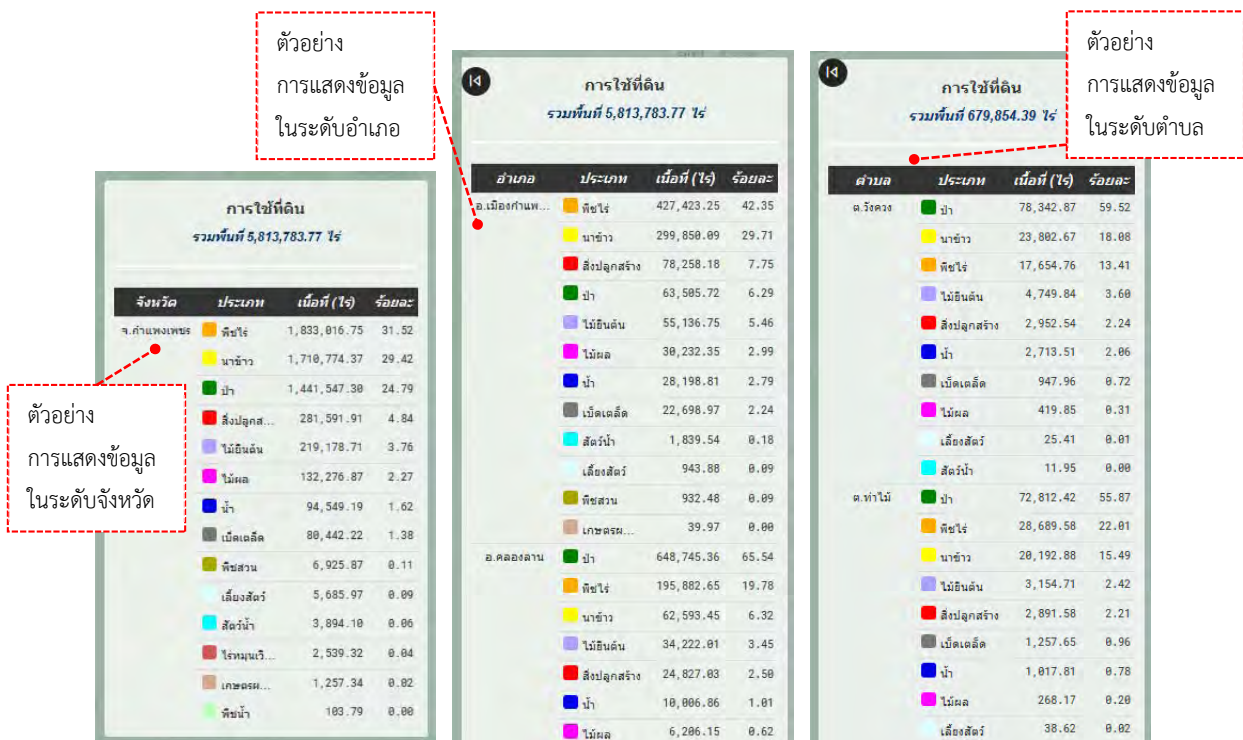 ตัวอย่าง
การแสดงข้อมูล
ในระดับจังหวัด
การใช้ที่ดิน
รวมพื้นที่ 5,813,783.77 ไร่
จังหวัด ประเภท เนื้อที่ (ไร่) ร้อยละ
จ.กำแพงเพชร พืชไร่ 1,833,016.75 31.52
นาข้าว 1,710,774.37 29.42
ป่า 1,441,547.30 24.79
สิ่งปลูกส... 281,591.91 4.84
ไม้ยืนต้น 219,178.71 3.76
ไม้ผล 132,276.87 2.27
น้ำ 94,549.19 1.62
เบ็ดเตล็ด 80,442.22 1.38
พืชสวน 6,925.87 0.11
เลี้ยงสัตว์ 5,685.97 0.09
สัตว์น้ำ 3,894.10 0.06
ไร่หมุนเวี... 2,539.32 0.04
เกษตรผ... 1,257.34 0.02
พืชน้ำ 103.79 0.00
ตัวอย่าง
การแสดงข้อมูล
ในระดับอำเภอ
การใช้ที่ดิน
รวมพื้นที่ 5,813,783.77 ไร่
อำเภอ ประเภท เนื้อที่ (ไร่) ร้อยละ
อ.เมืองกำแพ... พืชไร่ 427,423.25 42.35
นาข้าว 299,850.09 29.71
สิ่งปลูกสร้าง 78,258.18 7.75
ป่า 63,505.72 6.29
ไม้ยืนต้น 55,136.75 5.46
ไม้ผล 30,232.35 2.99
น้ำ 28,198.81 2.79
เบ็ดเตล็ด 22,698.97 2.24
สัตว์น้ำ 1,839.54 0.18
เลี้ยงสัตว์ 943.88 0.09
พืชสวน 932.48 0.09
เกษตรผ... 39.97 0.00
อ.คลองลาน ป่า 648,745.36 65.54
พืชไร่ 195,882.65 19.78
นาข้าว 62,593.45 6.32
ไม้ยืนต้น 34,222.01 3.45
สิ่งปลูกสร้าง 24,827.03 2.50
น้ำ 10,006.86 1.01
ไม้ผล 6,206.15 0.62
ตัวอย่าง
การแสดงข้อมูล
ในระดับตำบล
การใช้ที่ดิน
รวมพื้นที่ 679,854.39 ไร่
ตำบล ประเภท เนื้อที่ (ไร่) ร้อยละ
ต.วังควง ป่า 78,342.87 59.52
นาข้าว 23,802.67 18.08
พืชไร่ 17,654.76 13.41
ไม้ยืนต้น 4,749.84 3.60
สิ่งปลูกสร้าง 2,952.54 2.24
น้ำ 2,713.51 2.06
เบ็ดเตล็ด 947.96 0.72
ไม้ผล 419.85 0.31
เลี้ยงสัตว์ 25.41 0.01
สัตว์น้ำ 11.95 0.00
ต.ท่าไม้ ป่า 72,812.42 55.87
พืชไร่ 28,689.58 22.01
นาข้าว 20,192.88 15.49
ไม้ยืนต้น 3,154.71 2.42
สิ่งปลูกสร้าง 2,891.58 2.21
เบ็ดเตล็ด 1,257.65 0.96
น้ำ 1,017.81 0.78
ไม้ผล 268.17 0.20
เลี้ยงสัตว์ 38.62 0.02